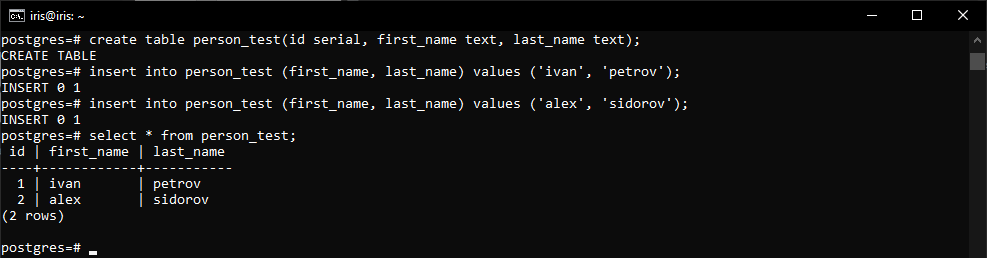 iris@iris: ~
postgres=# create table person_test(id serial, first_name text, last_name text);
CREATE TABLE
postgres=# insert into person_test (first_name, last_name) values ('ivan', 'petrov');
INSERT 0 1
postgres=# insert into person_test (first_name, last_name) values ('alex', 'sidorov');
INSERT 0 1
postgres=# select * from person_test;
 id | first_name | last_name
----+------------+-----------
  1 | ivan       | petrov
  2 | alex       | sidorov
(2 rows)
postgres=#